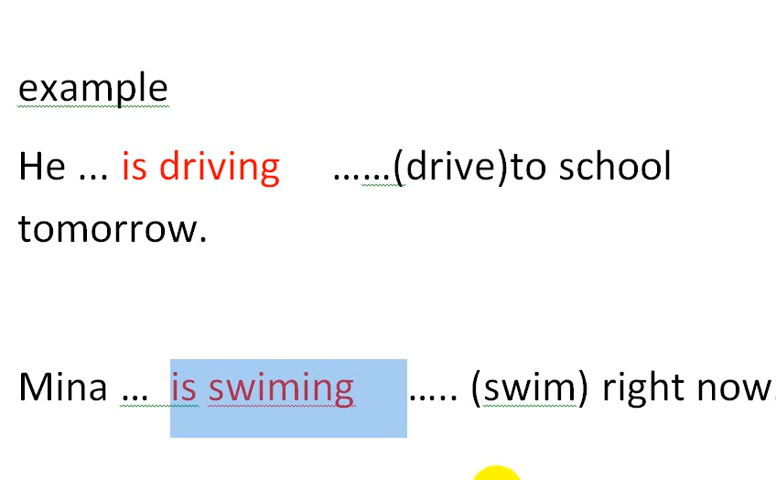 example
He ... is driving ......(drive)to school
tomorrow.
Mina ... is swiming ..... (swim) right now.